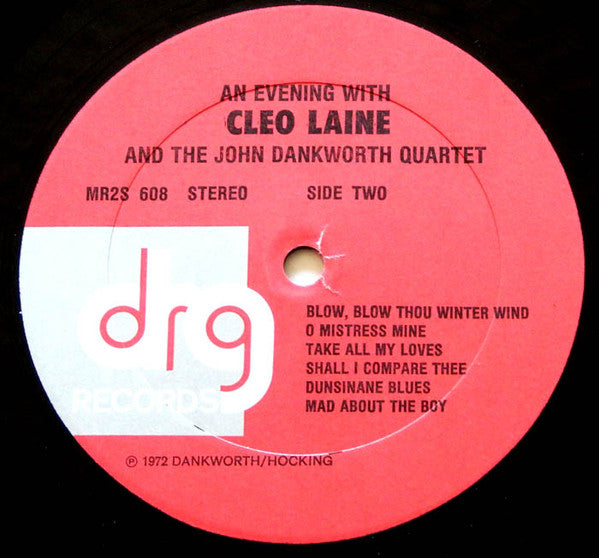 AN EVENING WITH
CLEO LAINE
AND THE JOHN DANKWORTH QUARTET
MR2S 608 STEREO SIDE TWO
drg
RECORDS
BLOW, BLOW THOU WINTER WIND
O MISTRESS MINE
TAKE ALL MY LOVES
SHALL I COMPARE THEE
DUNSINANE BLUES
MAD ABOUT THE BOY
℗ 1972 DANKWORTH/HOCKING